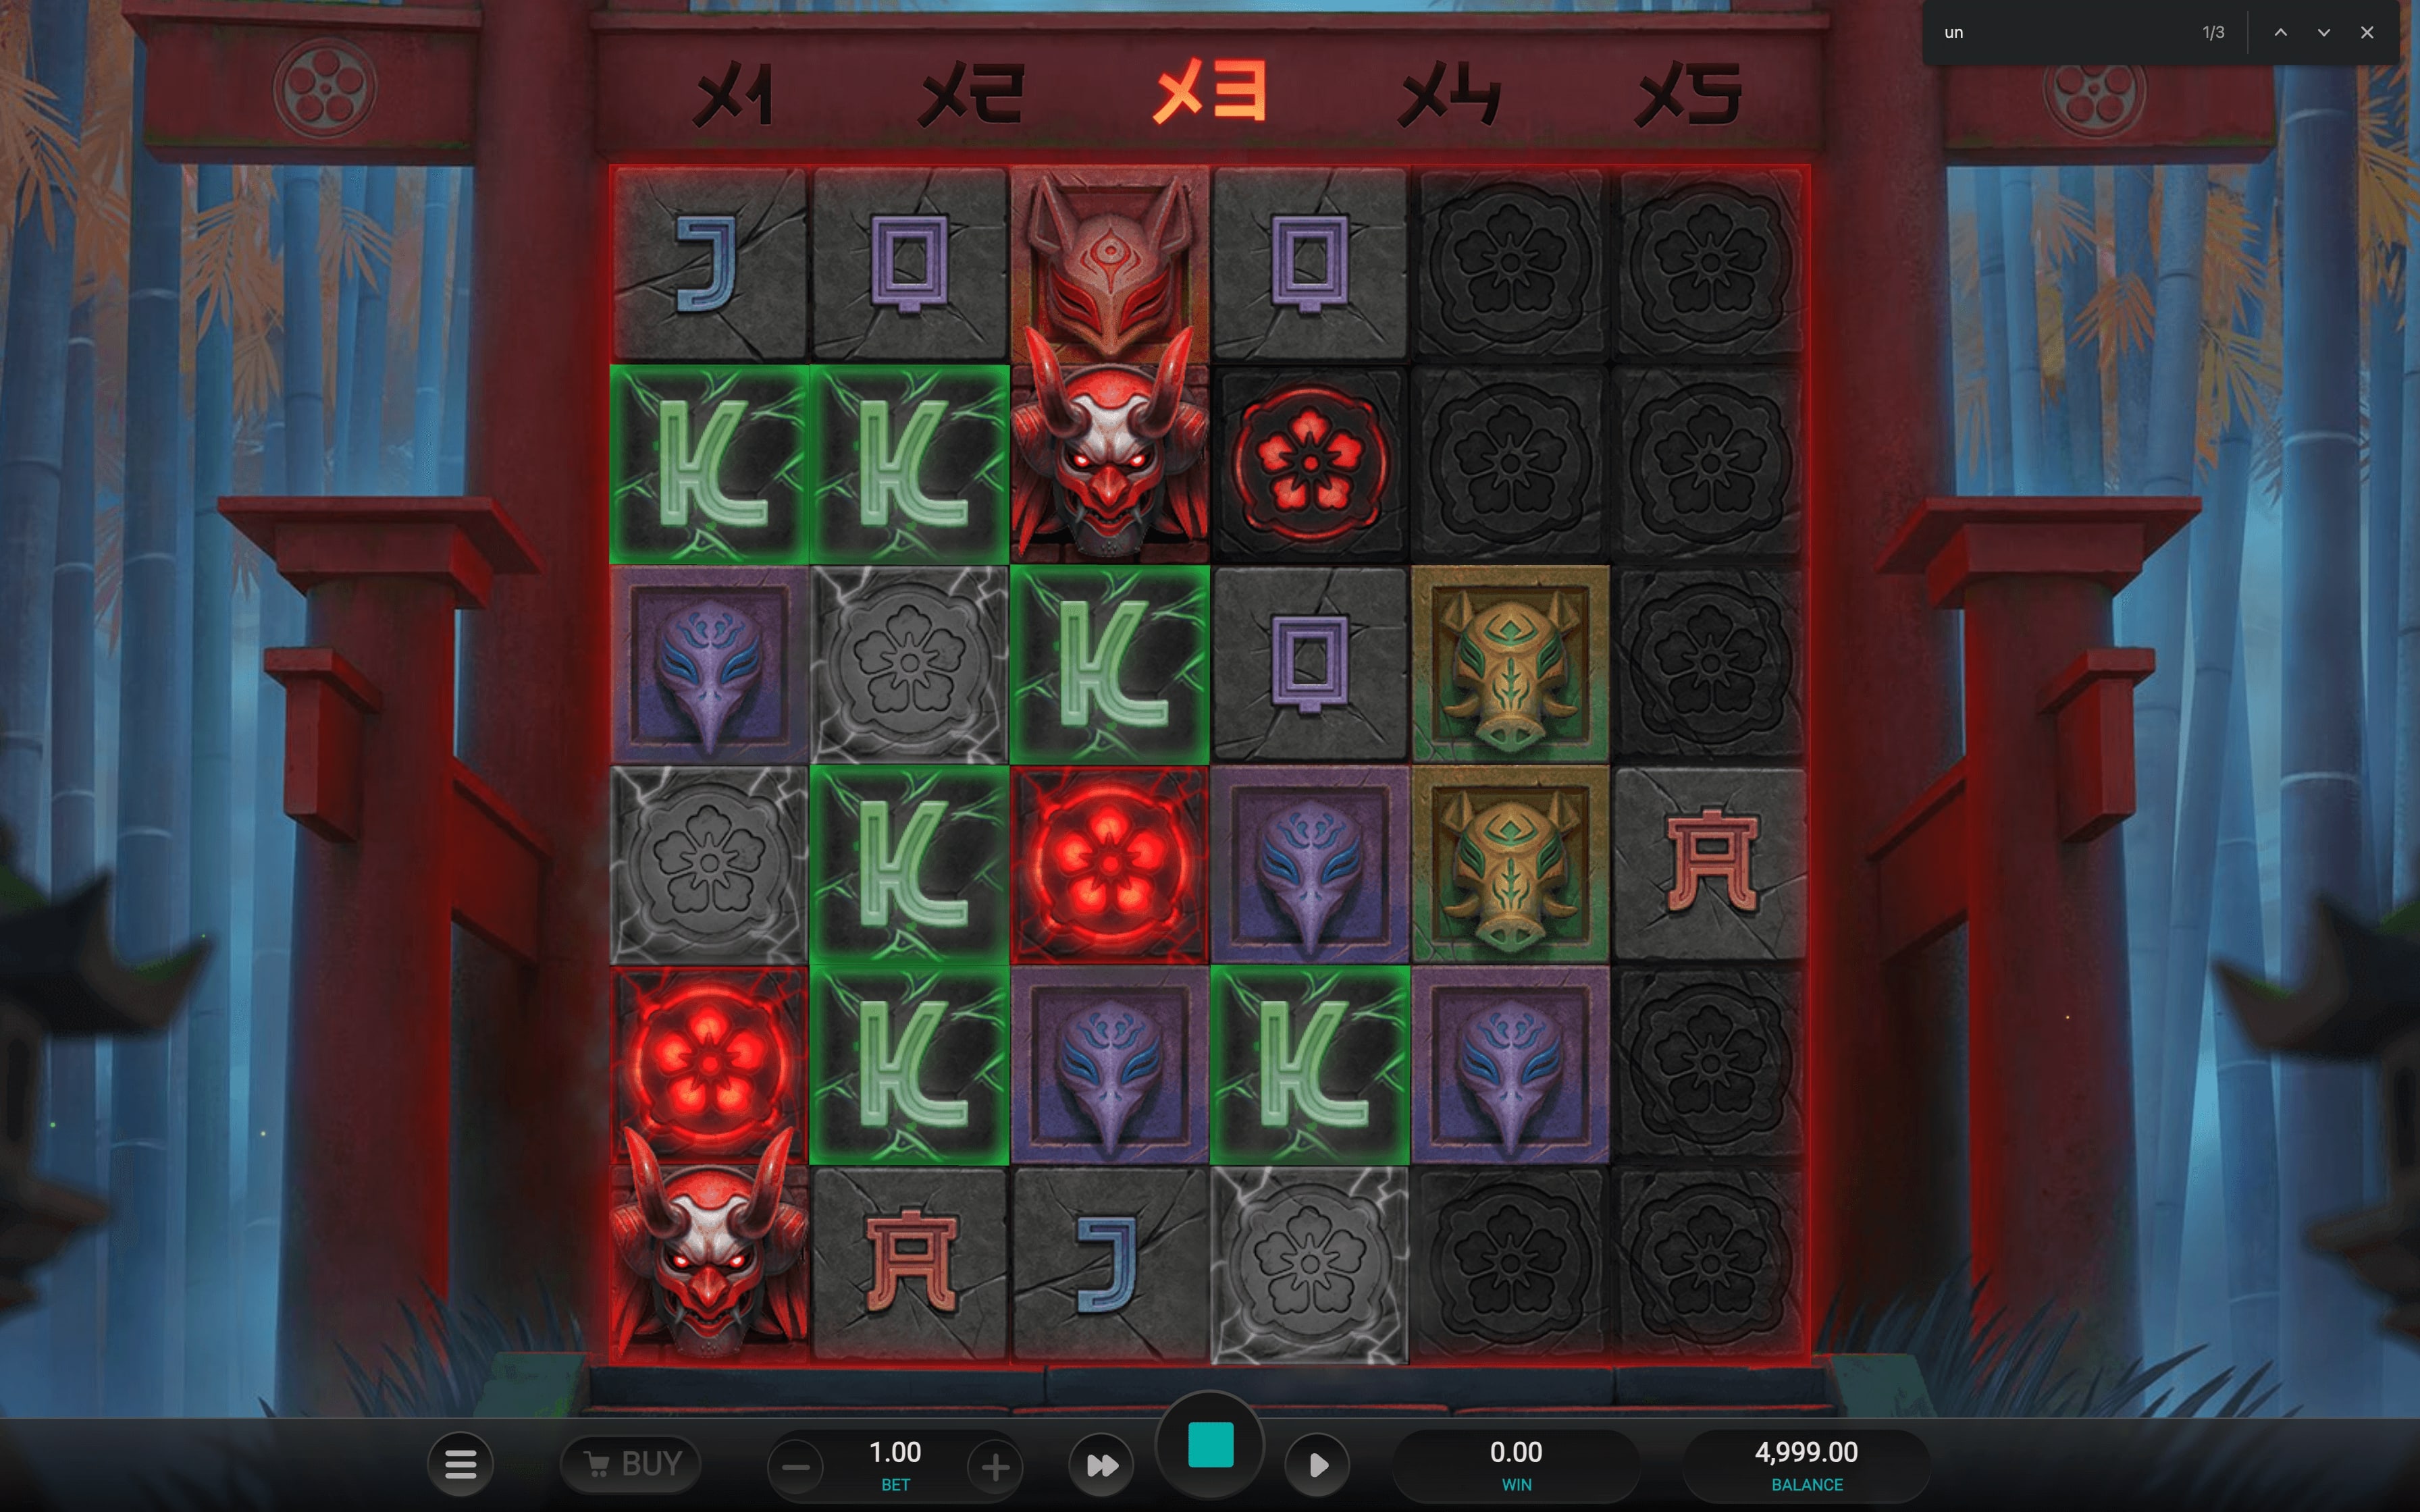 un 1/3
X1 X2 X3 X4 X5
J Q Q
K K
K Q
K A
K K
A J
BUY
1.00
BET
0.00
WIN
4,999.00
BALANCE